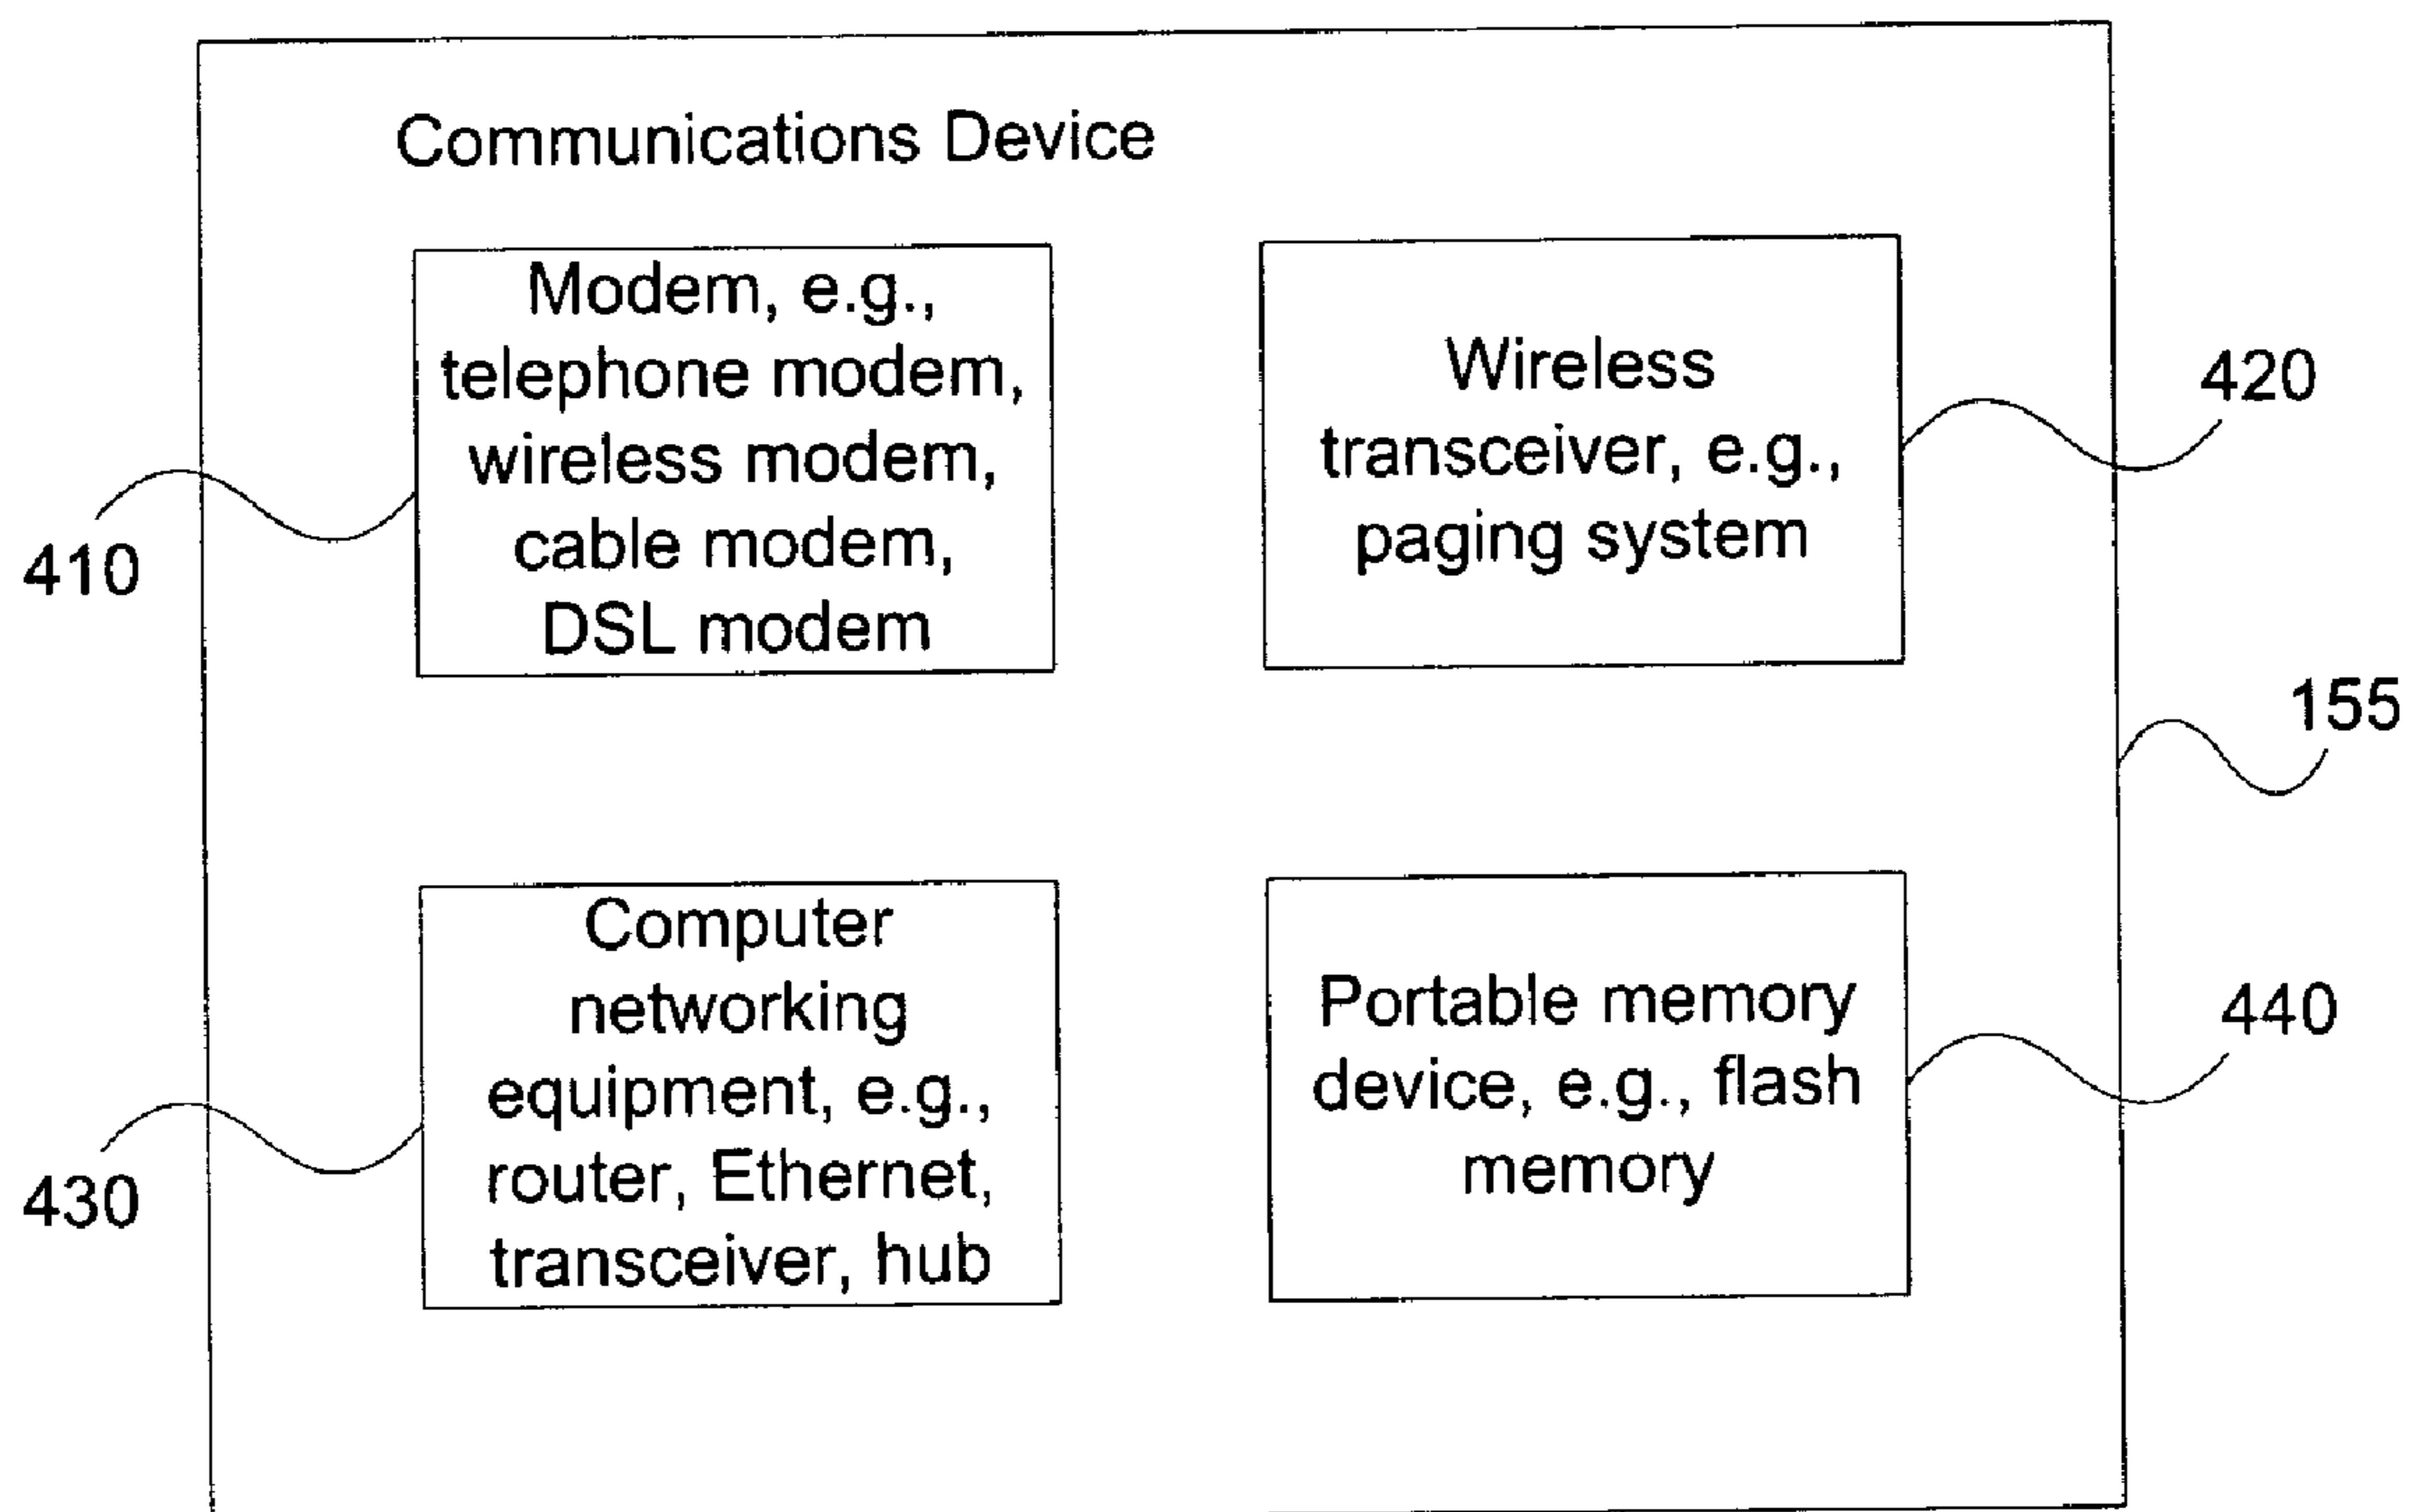 Communications Device
Modem, e.g.,
telephone modem,
wireless modem,
cable modem,
DSL modem
410
Wireless
transceiver, e.g.,
paging system
420
155
Computer
networking
equipment, e.g.,
router, Ethernet,
transceiver, hub
430
Portable memory
device, e.g., flash
memory
440